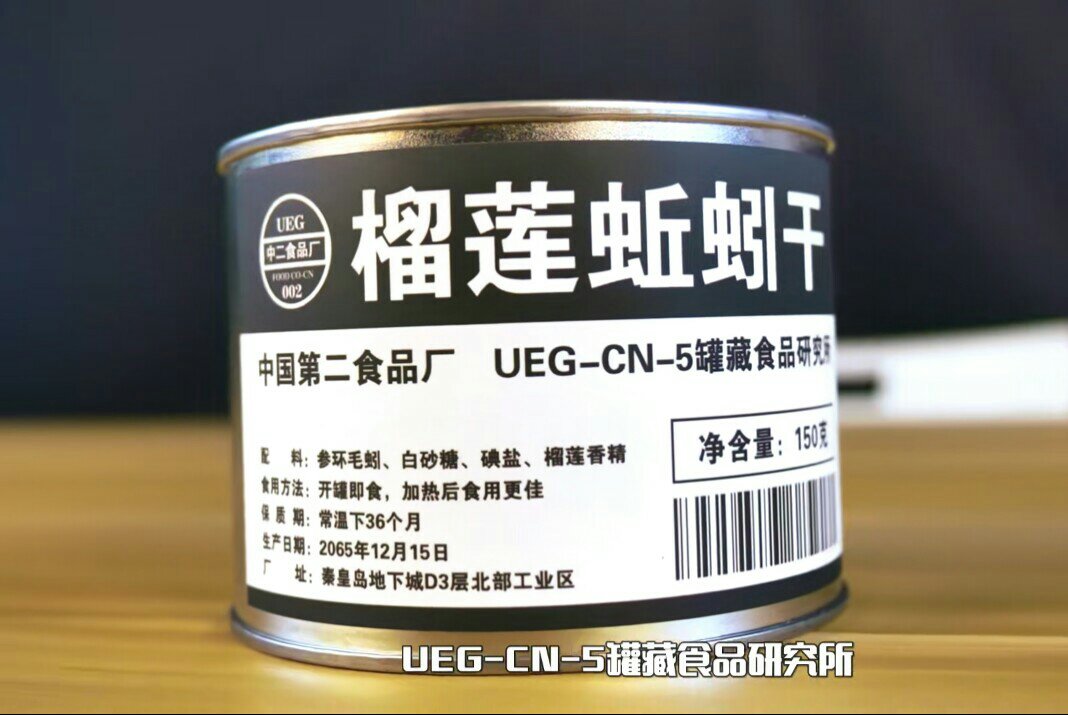 UEG
中二食品厂
FOOD CO-CN
002
榴莲蚯蚓干
中国第二食品厂 UEG-CN-5罐藏食品研究所
配 料：参环毛蚓、白砂糖、碘盐、榴莲香精
食用方法：开罐即食，加热后食用更佳
保 质 期：常温下36个月
生产日期：2065年12月15日
厂 址：秦皇岛地下城D3层北部工业区
净含量：150克
UEG-CN-5罐藏食品研究所